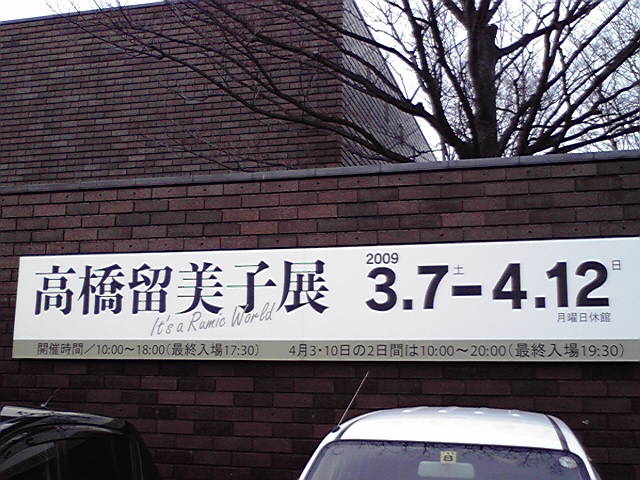 高橋留美子展
It's a Rumic World
2009
3.7土-4.12日
月曜日休館
開催時間/10:00～18:00(最終入場17:30)　4月3・10日の2日間は10:00～20:00(最終入場19:30)
8